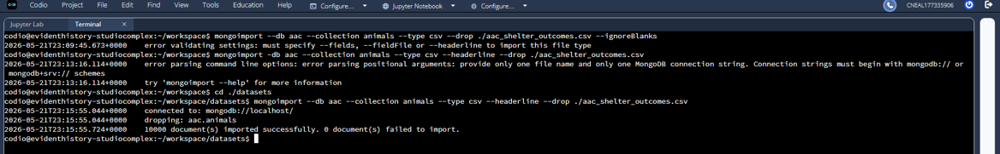 Codio Project File Edit Find View Tools Education Help Configure.... Jupyter Notebook Configure.... CNEAL177335906
Jupyter Lab Terminal ×
codio@evidenthistory-studiocomplex:~/workspace$ mongoimport --db aac --collection animals --type csv --drop ./aac_shelter_outcomes.csv --ignoreBlanks
2026-05-21T23:09:45.673+0000 error validating settings: must specify --fields, --fieldFile or --headerline to import this file type
codio@evidenthistory-studiocomplex:~/workspace$ mongoimport -db aac --collection animals --type csv --headerline --drop ./aac_shelter_outcomes.csv
2026-05-21T23:13:16.114+0000 error parsing command line options: error parsing positional arguments: provide only one file name and only one MongoDB connection string. Connection strings must begin with mongodb:// or
mongodb+srv:// schemes
2026-05-21T23:13:16.114+0000 try 'mongoimport --help' for more information
codio@evidenthistory-studiocomplex:~/workspace$ cd ./datasets
codio@evidenthistory-studiocomplex:~/workspace/datasets$ mongoimport --db aac --collection animals --type csv --headerline --drop ./aac_shelter_outcomes.csv
2026-05-21T23:15:55.044+0000 connected to: mongodb://localhost/
2026-05-21T23:15:55.044+0000 dropping: aac.animals
2026-05-21T23:15:55.724+0000 10000 document(s) imported successfully. 0 document(s) failed to import.
codio@evidenthistory-studiocomplex:~/workspace/datasets$